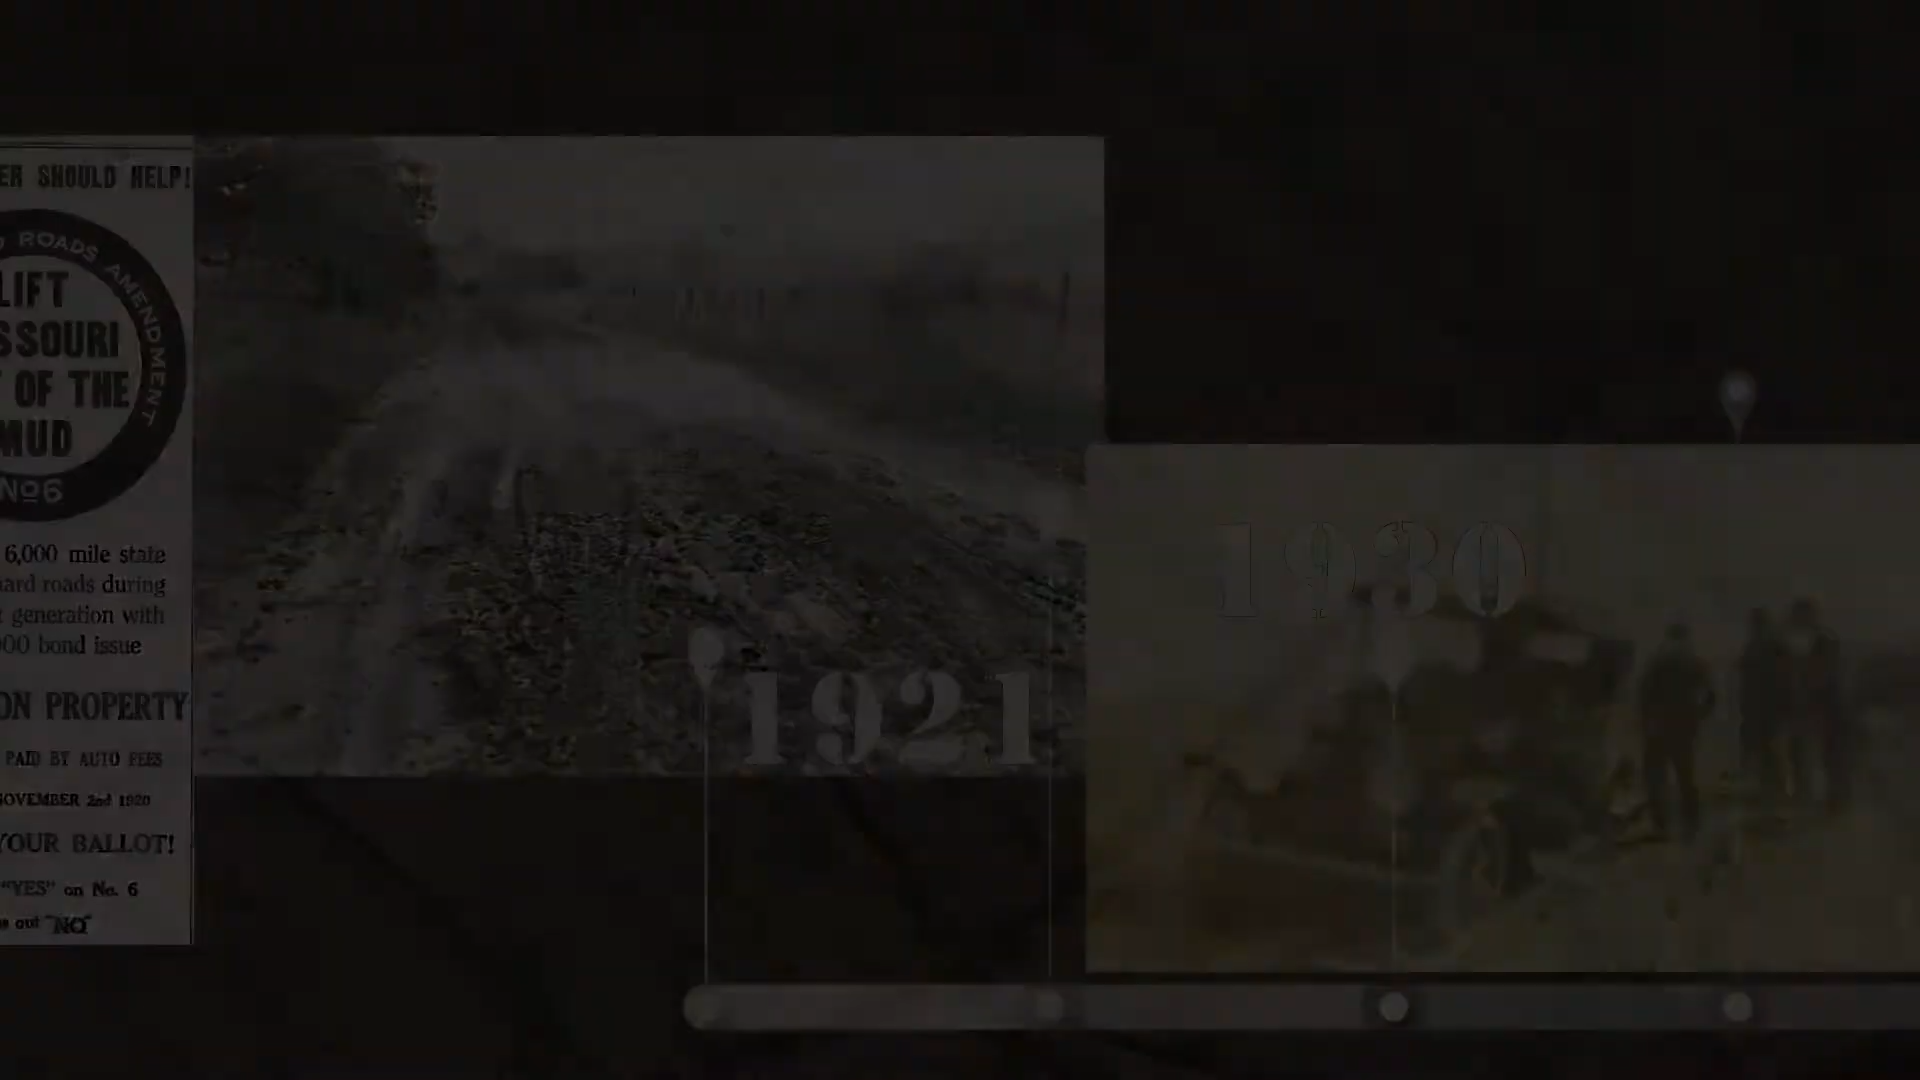 ER SHOULD HELP!
ROADS AMENDMENT
LIFT
SSOURI
OF THE
MUD
No6
6,000 mile state
ard roads during
generation with
00 bond issue
ON PROPERTY
PAID BY AUTO FEES
NOVEMBER 2nd 1920
YOUR BALLOT!
"YES" on No. 6
out "NO"
1921
1930